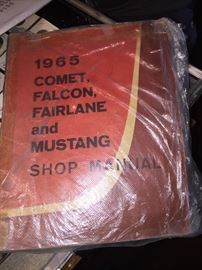 1965
COMET,
FALCON,
FAIRLANE
and
MUSTANG
SHOP MANUAL